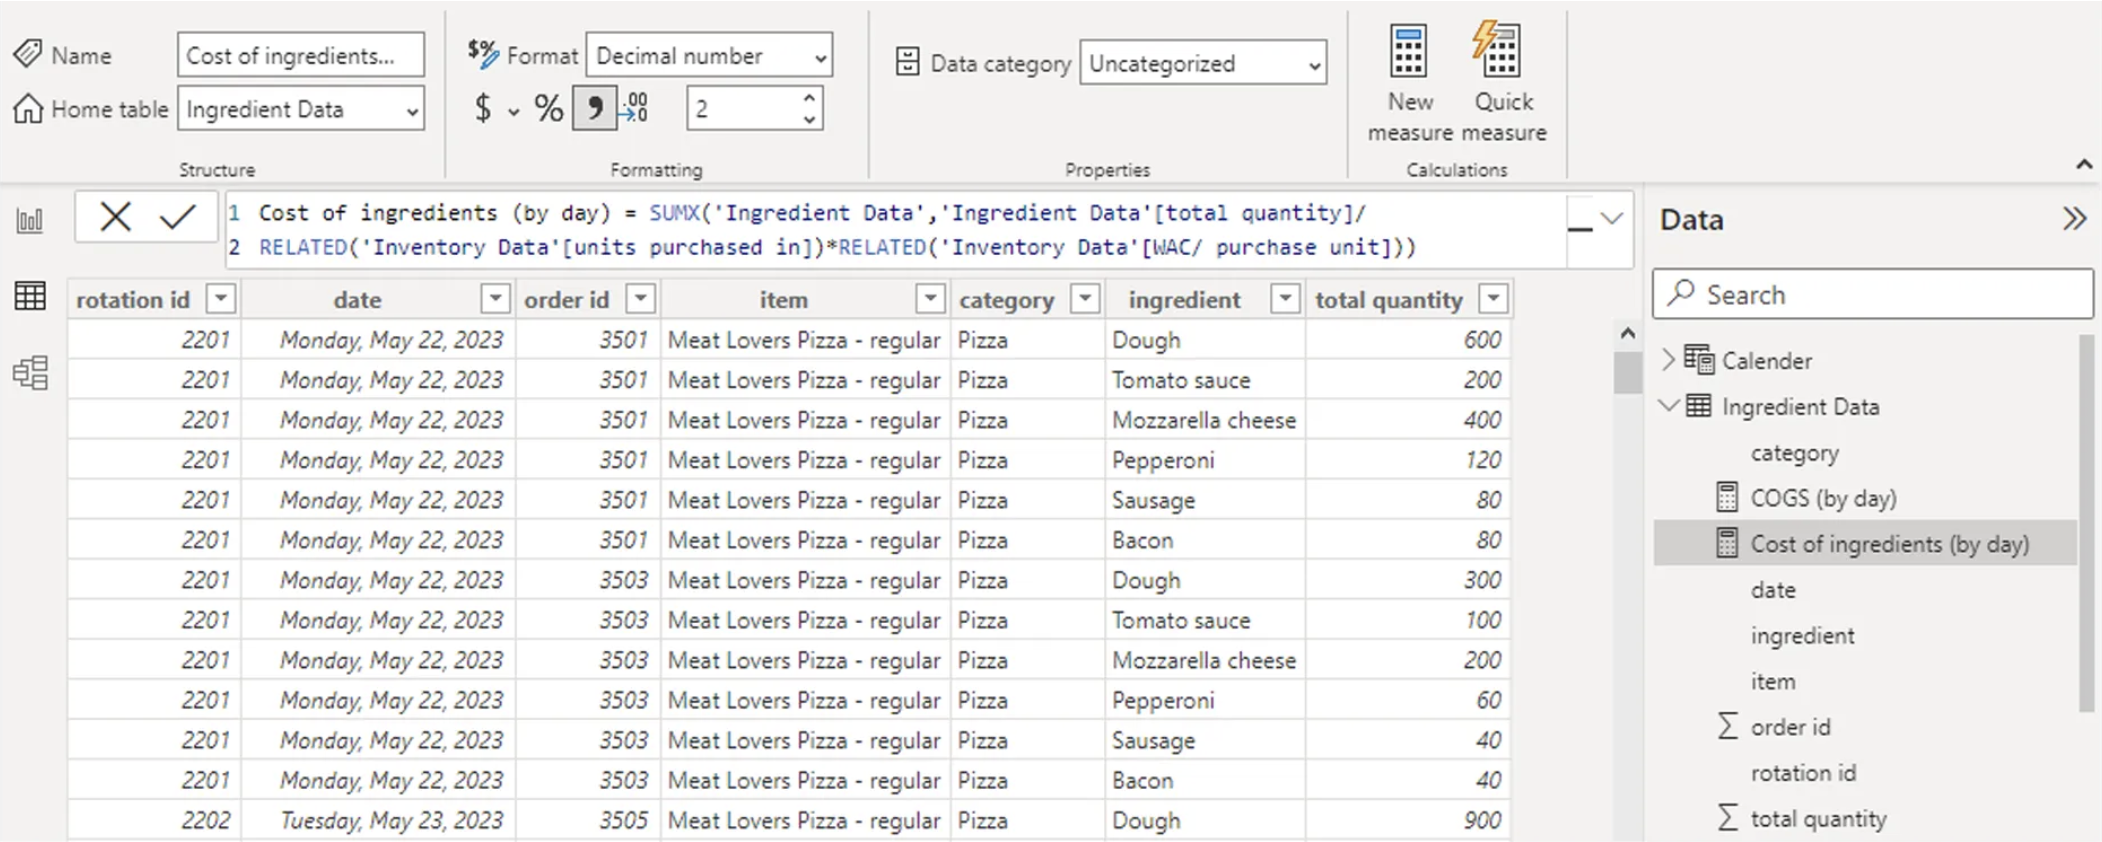 Name Cost of ingredients...
Home table Ingredient Data
Structure
$% Format Decimal number
$ % , .00 →.0 2
Formatting
Data category Uncategorized
Properties
New measure
Quick measure
Calculations
1 Cost of ingredients (by day) = SUMX('Ingredient Data','Ingredient Data'[total quantity]/
2 RELATED('Inventory Data'[units purchased in])*RELATED('Inventory Data'[WAC/ purchase unit]))
rotation id date order id item category ingredient total quantity
2201 Monday, May 22, 2023 3501 Meat Lovers Pizza - regular Pizza Dough 600
2201 Monday, May 22, 2023 3501 Meat Lovers Pizza - regular Pizza Tomato sauce 200
2201 Monday, May 22, 2023 3501 Meat Lovers Pizza - regular Pizza Mozzarella cheese 400
2201 Monday, May 22, 2023 3501 Meat Lovers Pizza - regular Pizza Pepperoni 120
2201 Monday, May 22, 2023 3501 Meat Lovers Pizza - regular Pizza Sausage 80
2201 Monday, May 22, 2023 3501 Meat Lovers Pizza - regular Pizza Bacon 80
2201 Monday, May 22, 2023 3503 Meat Lovers Pizza - regular Pizza Dough 300
2201 Monday, May 22, 2023 3503 Meat Lovers Pizza - regular Pizza Tomato sauce 100
2201 Monday, May 22, 2023 3503 Meat Lovers Pizza - regular Pizza Mozzarella cheese 200
2201 Monday, May 22, 2023 3503 Meat Lovers Pizza - regular Pizza Pepperoni 60
2201 Monday, May 22, 2023 3503 Meat Lovers Pizza - regular Pizza Sausage 40
2201 Monday, May 22, 2023 3503 Meat Lovers Pizza - regular Pizza Bacon 40
2202 Tuesday, May 23, 2023 3505 Meat Lovers Pizza - regular Pizza Dough 900
Data
Search
Calender
Ingredient Data
category
COGS (by day)
Cost of ingredients (by day)
date
ingredient
item
∑ order id
rotation id
∑ total quantity